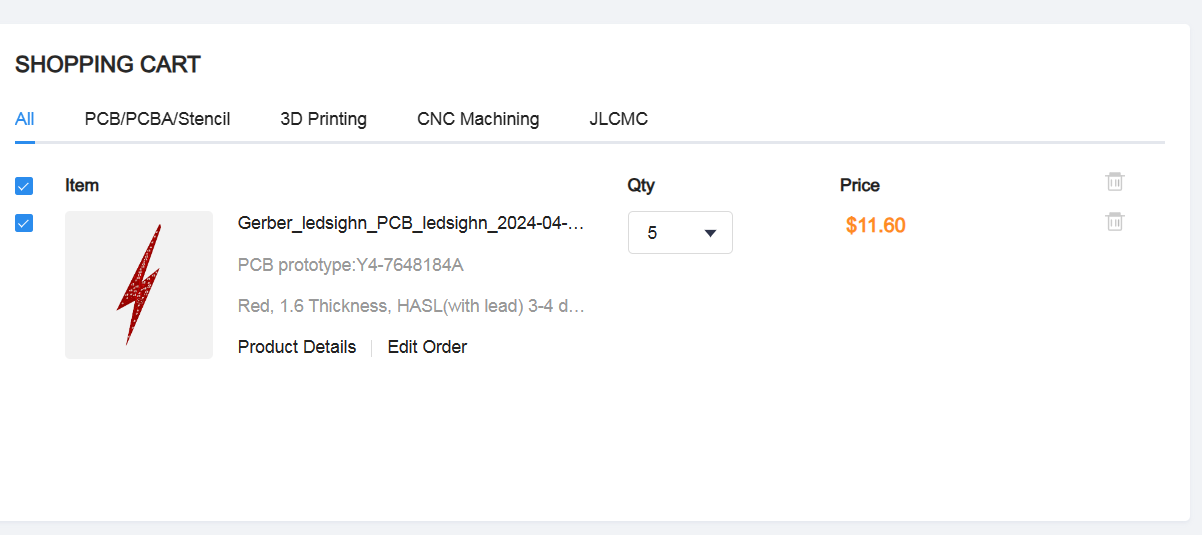 SHOPPING CART
All PCB/PCBA/Stencil 3D Printing CNC Machining JLCMC
Item Qty Price
Gerber_ledsighn_PCB_ledsighn_2024-04-... 5 $11.60
PCB prototype:Y4-7648184A
Red, 1.6 Thickness, HASL(with lead) 3-4 d...
Product Details Edit Order